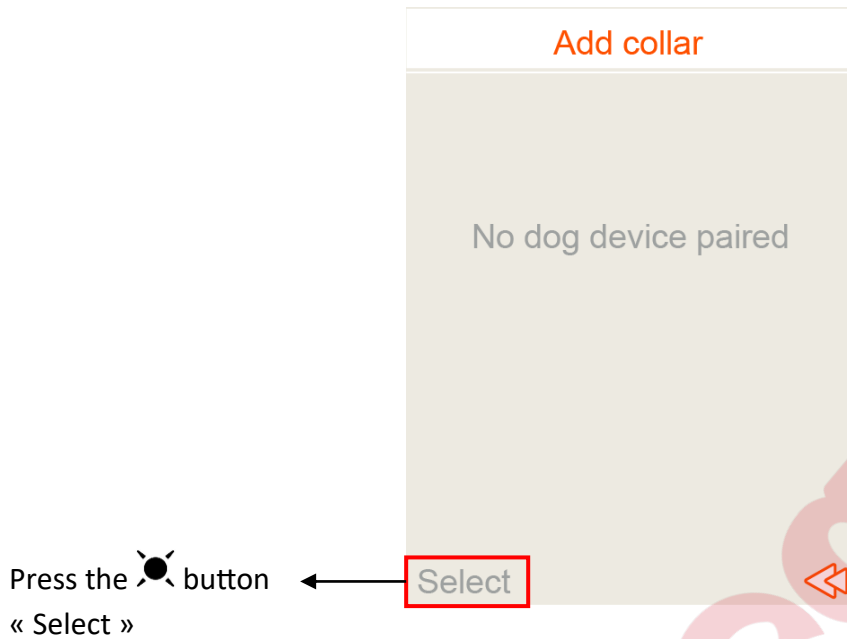 Add collar
No dog device paired
Select
Press the button
« Select »